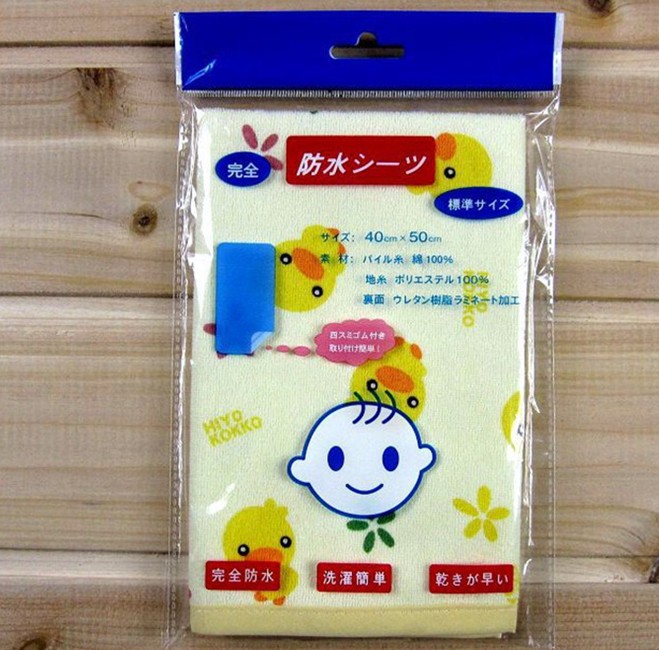 完全
防水シーツ
標準サイズ
サイズ: 40cm×50cm
素 材: パイル糸 綿100%
地糸 ポリエステル100%
裏面 ウレタン樹脂ラミネート加工
HIYO
KOKKO
四スミゴム付き
取り付け簡単!
HIYO
KOKKO
完全防水
洗濯簡単
乾きが早い